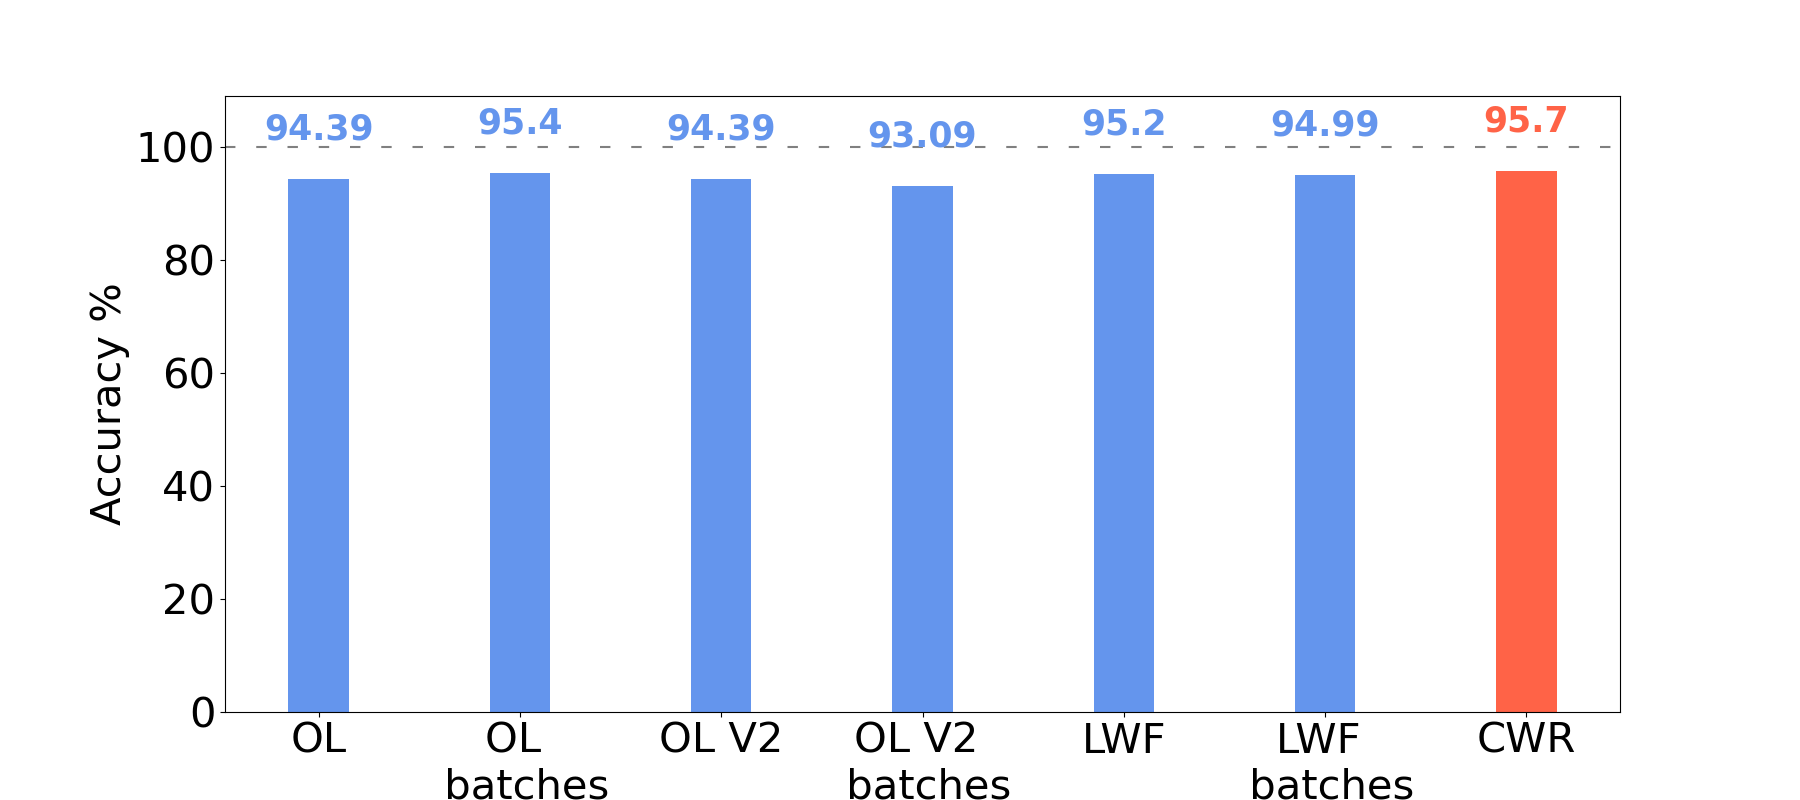 94.39
95.4
94.39
93.09
95.2
94.99
95.7
100
80
60
40
20
0
Accuracy %
OL
OL
batches
OL V2
OL V2
batches
LWF
LWF
batches
CWR